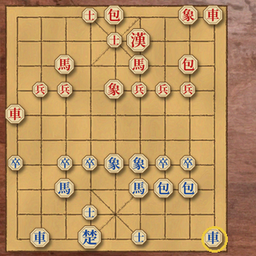 士 包 象 車
士 漢
馬 馬 包
兵 兵 象 兵 兵 兵
車
卒 卒 卒 象 象 卒 卒
馬 馬 包 包
士
車 楚 士 車